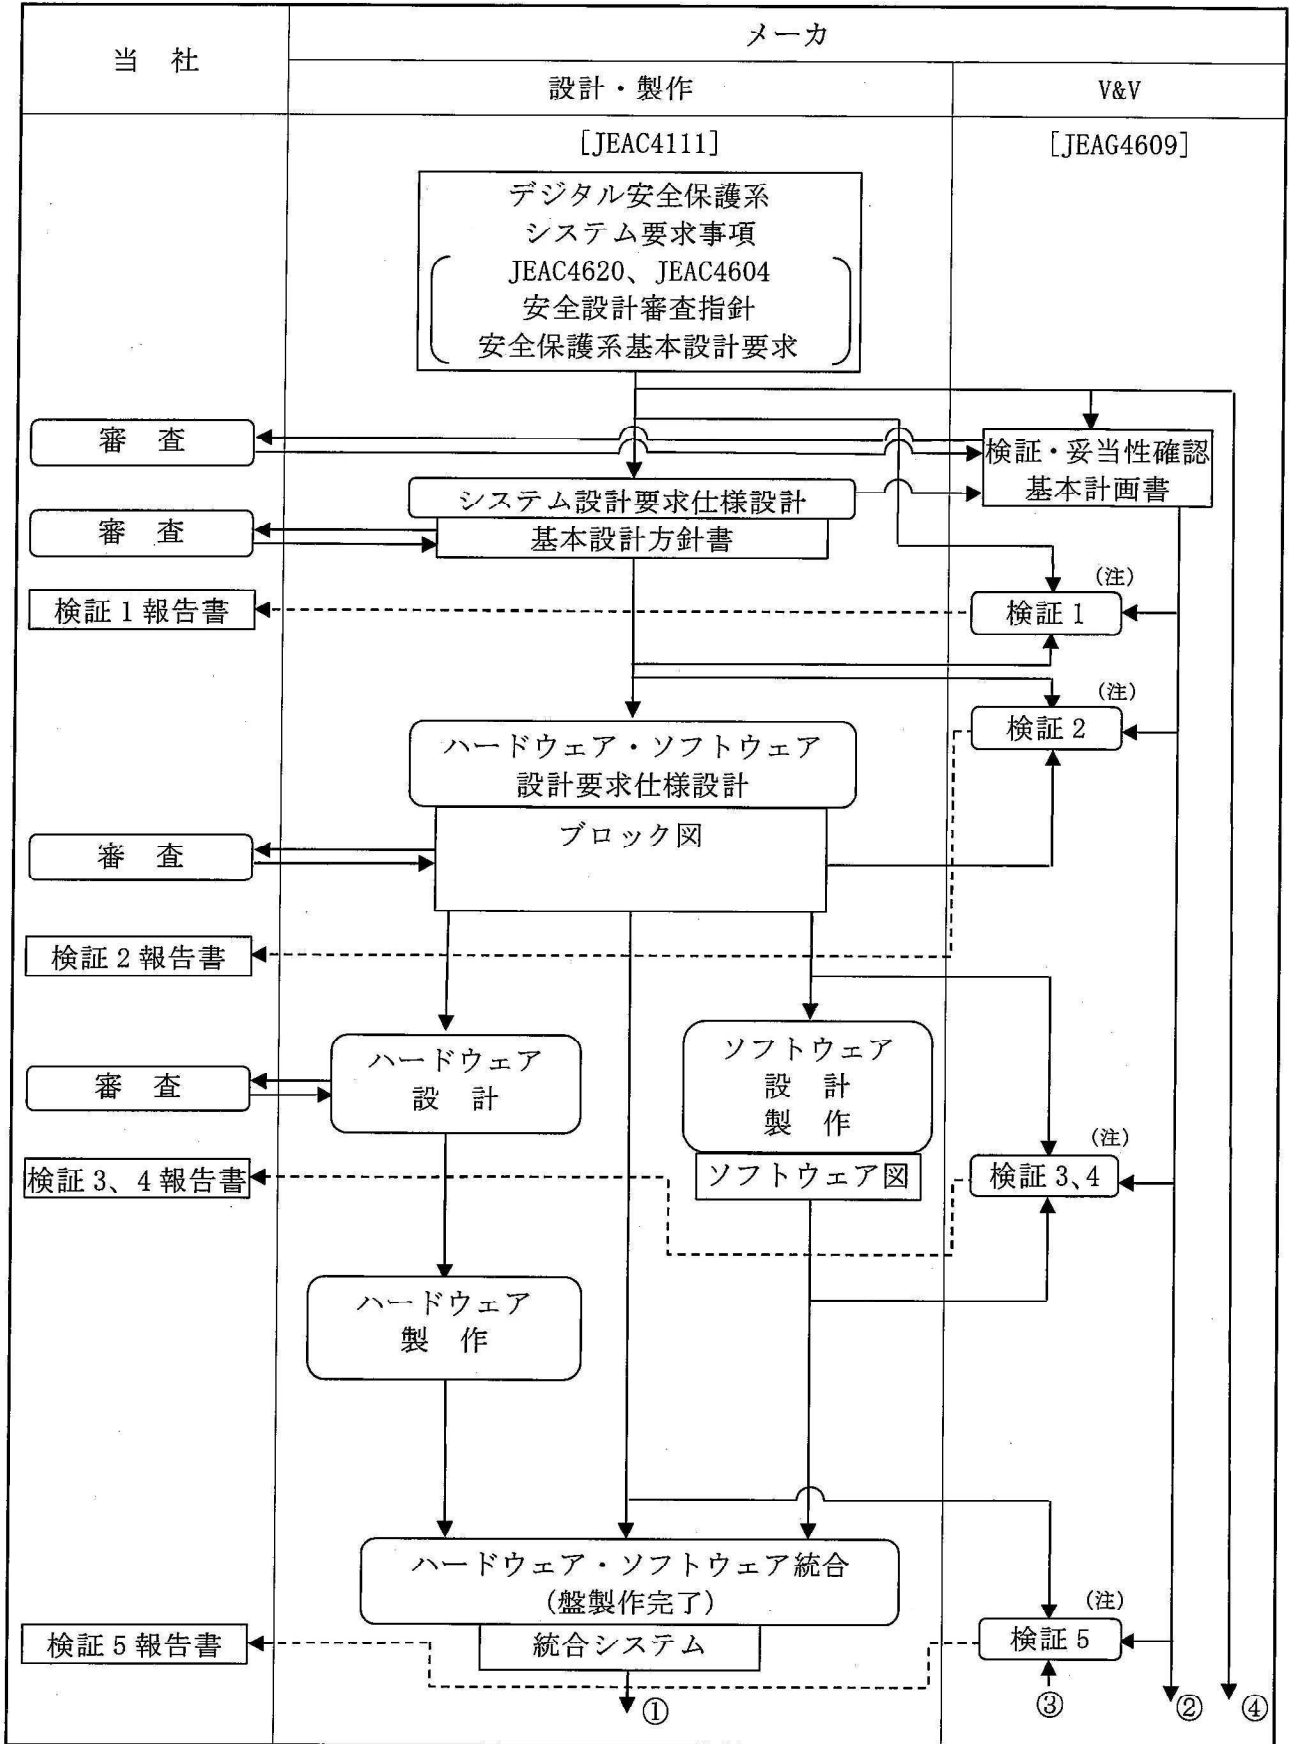 当 社
メーカ
設計・製作
V&V
[JEAC4111]
[JEAG4609]
デジタル安全保護系
システム要求事項
JEAC4620、JEAC4604
安全設計審査指針
安全保護系基本設計要求
審 査
検証・妥当性確認
基本計画書
システム設計要求仕様設計
審 査
基本設計方針書
(注)
検証1報告書
検証1
(注)
検証2
ハードウェア・ソフトウェア
設計要求仕様設計
ブロック図
審 査
検証2報告書
ハードウェア
設 計
ソフトウェア
設 計
製 作
審 査
(注)
検証3、4報告書
ソフトウェア図
検証3、4
ハードウェア
製 作
ハードウェア・ソフトウェア統合
(盤製作完了)
(注)
検証5報告書
統合システム
検証5
①
③
②
④